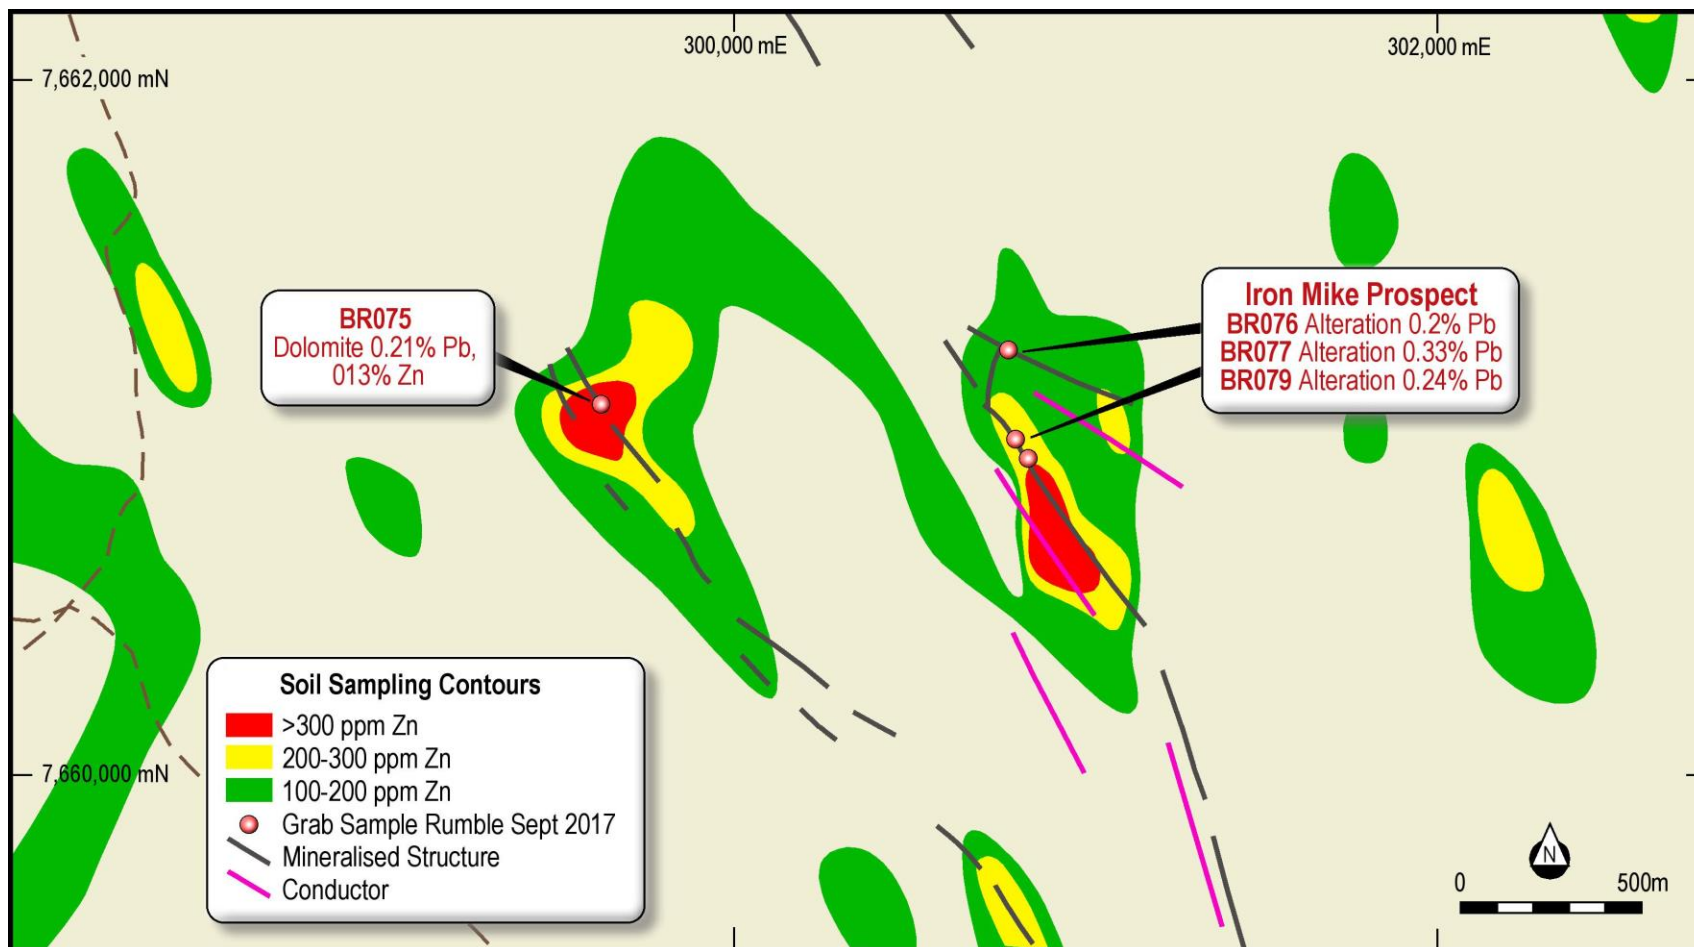 300,000 mE
302,000 mE
7,662,000 mN
BR075
Dolomite 0.21% Pb,
013% Zn
Iron Mike Prospect
BR076 Alteration 0.2% Pb
BR077 Alteration 0.33% Pb
BR079 Alteration 0.24% Pb
7,660,000 mN
Soil Sampling Contours
>300 ppm Zn
200-300 ppm Zn
100-200 ppm Zn
Grab Sample Rumble Sept 2017
Mineralised Structure
Conductor
N
0 500m